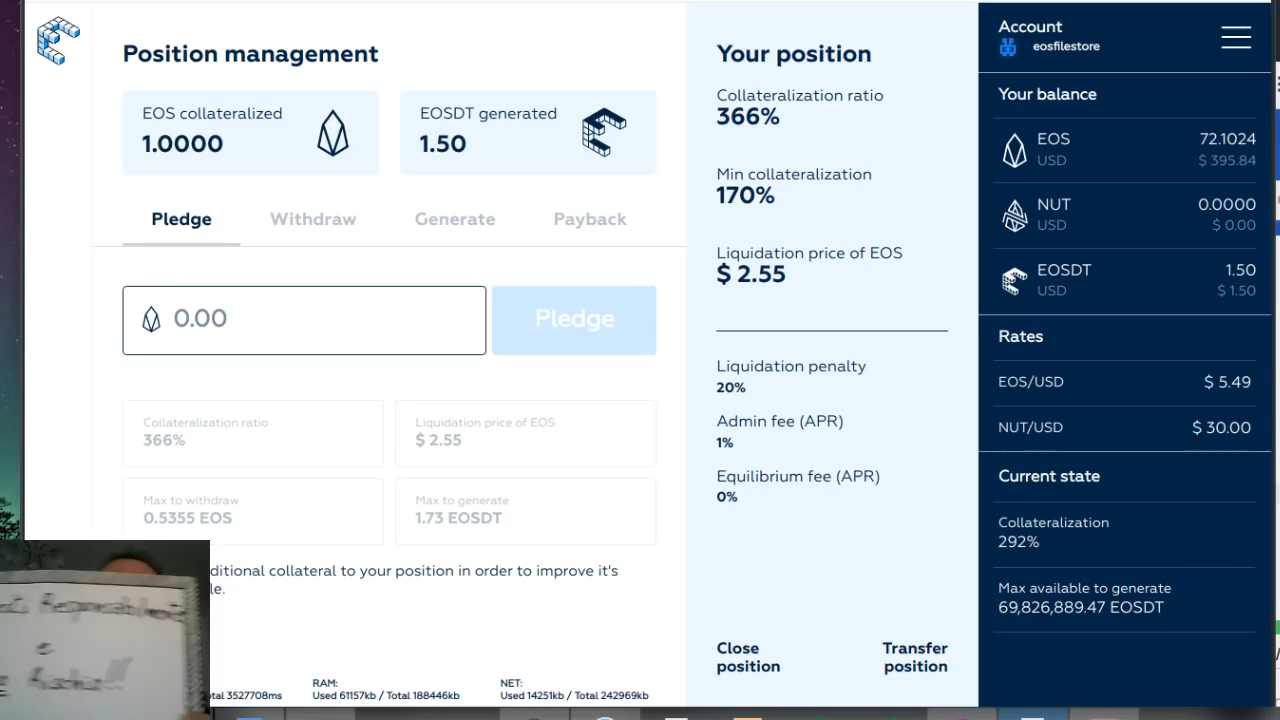 Position management
EOS collateralized
1.0000
EOSDT generated
1.50
Pledge
Withdraw
Generate
Payback
0.00
Pledge
Collateralization ratio
366%
Liquidation price of EOS
$ 2.55
Max to withdraw
0.5355 EOS
Max to generate
1.73 EOSDT
ditional collateral to your position in order to improve it's
le.
otal 3527708ms
RAM:
Used 61157kb / Total 188446kb
NET:
Used 14251kb / Total 242969kb
Your position
Collateralization ratio
366%
Min collateralization
170%
Liquidation price of EOS
$ 2.55
Liquidation penalty
20%
Admin fee (APR)
1%
Equilibrium fee (APR)
0%
Close
position
Transfer
position
Account
eosfilestore
Your balance
EOS 72.1024
USD $ 395.84
NUT 0.0000
USD $ 0.00
EOSDT 1.50
USD $ 1.50
Rates
EOS/USD $ 5.49
NUT/USD $ 30.00
Current state
Collateralization
292%
Max available to generate
69,826,889.47 EOSDT